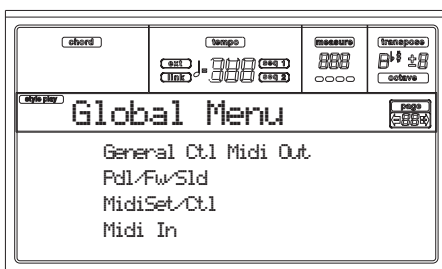 chord tempo measure transpose
ext seq 1
link seq 2
octave
style play
Global Menu page
General Ctl Midi Out
Pdl/Fw/Sld
MidiSet/Ctl
Midi In